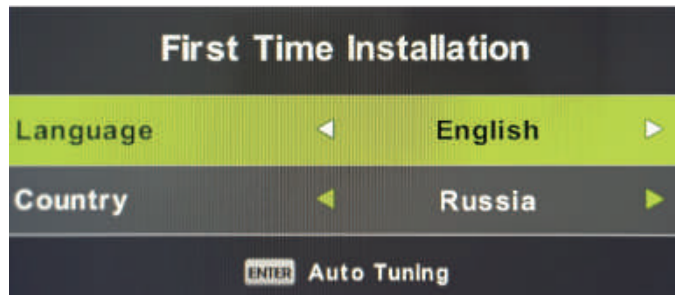 First Time Installation
Language English
Country Russia
ENTER Auto Tuning